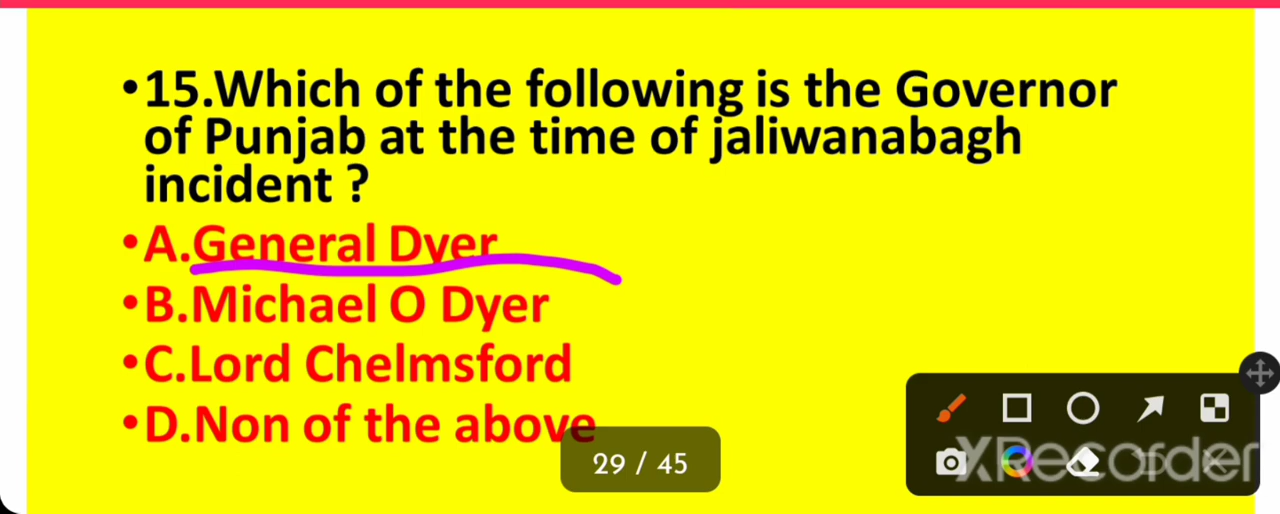 •15.Which of the following is the Governor
of Punjab at the time of jaliwanabagh
incident ?
•A.General Dyer
•B.Michael O Dyer
•C.Lord Chelmsford
•D.Non of the above
29 / 45
XRecorder